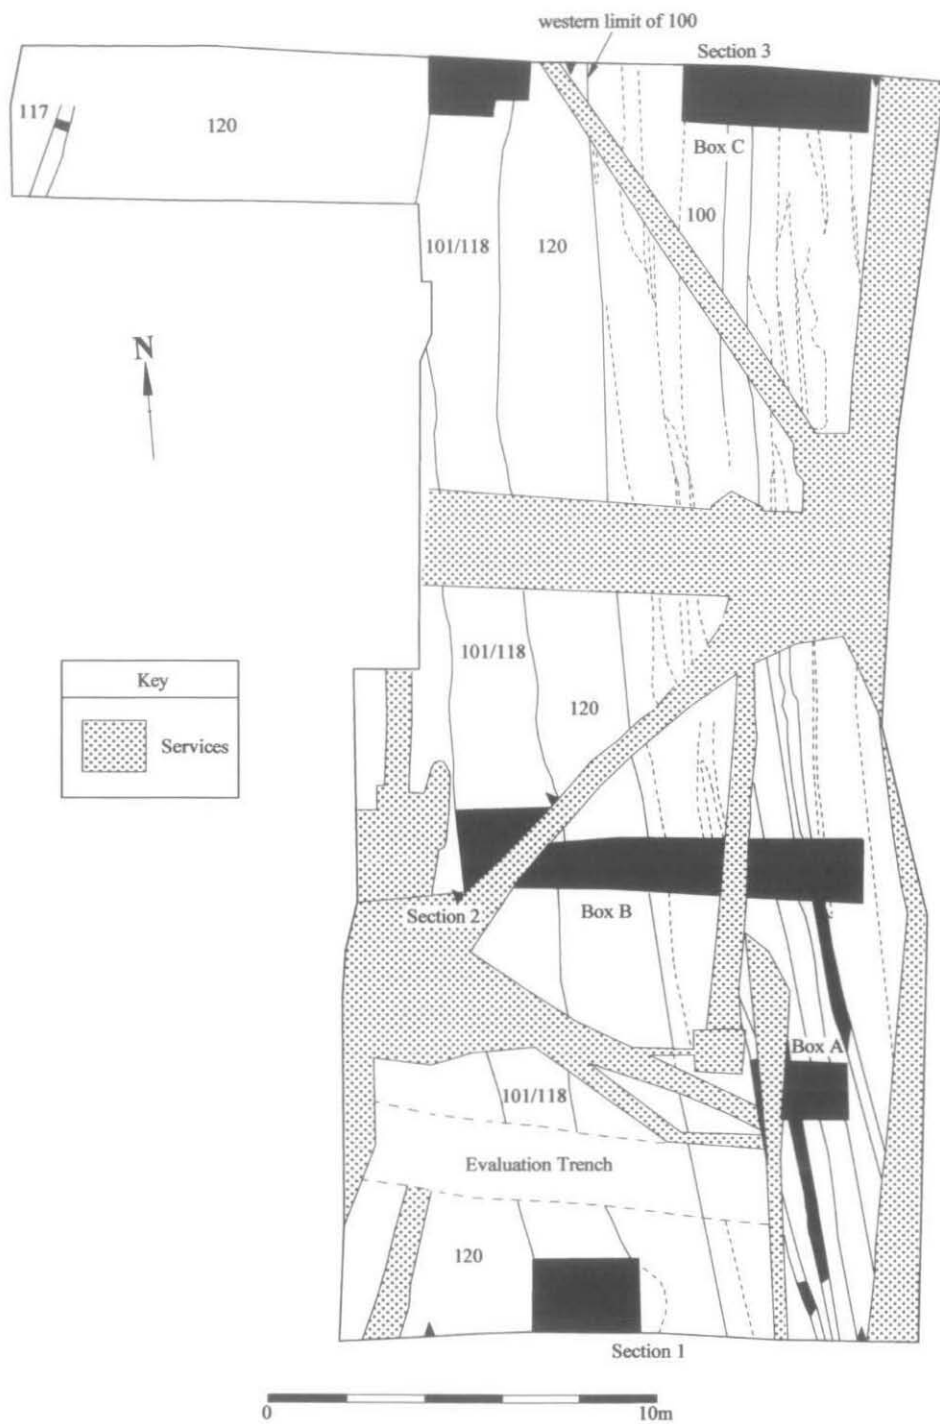 western limit of 100
Section 3
117
120
Box C
100
101/118
120
N
101/118
120
Key
Services
Section 2
Box B
Box A
101/118
Evaluation Trench
120
Section 1
0
10m